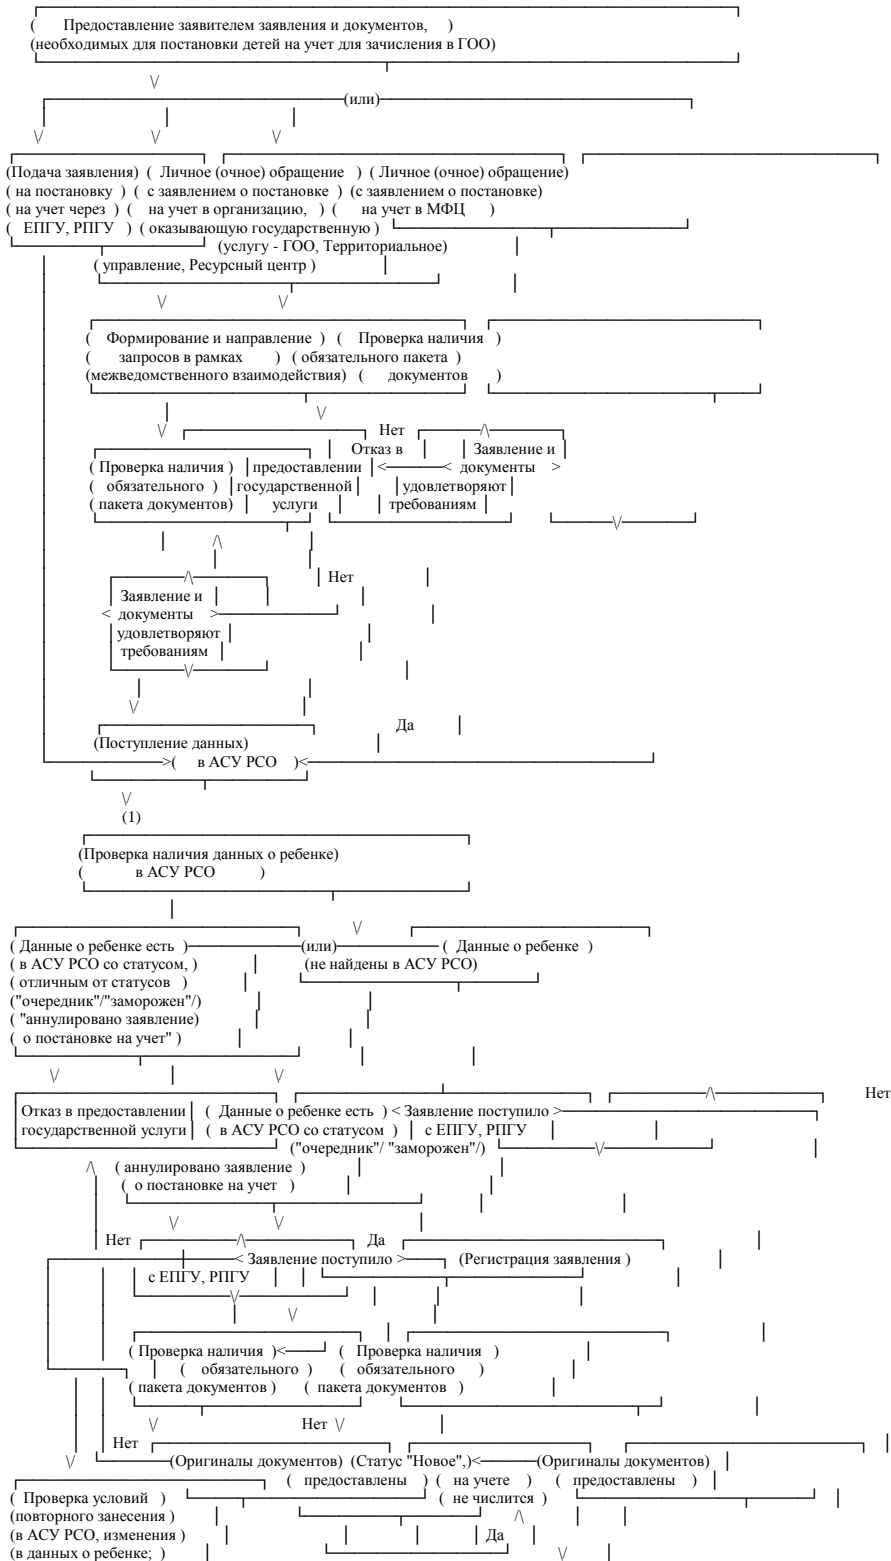 ( Предоставление заявителем заявления и документов, )
(необходимых для постановки детей на учет для зачисления в ГОО)
(или)
(Подача заявления) ( Личное (очное) обращение ) ( Личное (очное) обращение)
( на постановку ) ( с заявлением о постановке ) (с заявлением о постановке)
( на учет через ) ( на учет в организацию, ) ( на учет в МФЦ )
( ЕПГУ, РПГУ ) ( оказывающую государственную )
(услугу - ГОО, Территориальное)
( управление, Ресурсный центр )
( Формирование и направление ) ( Проверка наличия )
( запросов в рамках ) ( обязательного пакета )
(межведомственного взаимодействия) ( документов )
Нет
Отказ в Заявление и
( Проверка наличия ) предоставлении <─────< документы >
( обязательного ) государственной удовлетворяют
( пакета документов) услуги требованиям
Нет
Заявление и
< документы >
удовлетворяют
требованиям
Да
(Поступление данных)
>( в АСУ РСО )<
(1)
(Проверка наличия данных о ребенке)
( в АСУ РСО )
( Данные о ребенке есть )─────(или)───── ( Данные о ребенке )
( в АСУ РСО со статусом, ) (не найдены в АСУ РСО)
( отличным от статусов )
("очередник"/"заморожен"/)
( "аннулировано заявление)
( о постановке на учет" )
Нет
Отказ в предоставлении ( Данные о ребенке есть ) < Заявление поступило >
государственной услуги ( в АСУ РСО со статусом ) с ЕПГУ, РПГУ
("очередник"/ "заморожен"/)
( аннулировано заявление )
( о постановке на учет )
Нет Да
< Заявление поступило > (Регистрация заявления )
с ЕПГУ, РПГУ
( Проверка наличия )< ( Проверка наличия )
( обязательного ) ( обязательного )
( пакета документов ) ( пакета документов )
Нет
Нет
(Оригиналы документов) (Статус "Новое",)<─────(Оригиналы документов)
( предоставлены ) ( на учете ) ( предоставлены )
( Проверка условий ) ( не числится )
(повторного занесения )
(в АСУ РСО, изменения ) Да
(в данных о ребенке; )